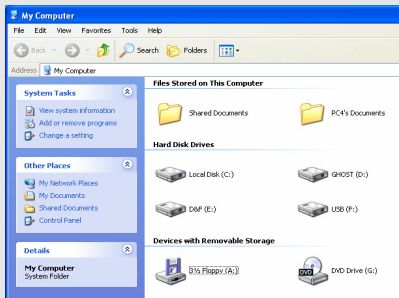 My Computer
File Edit View Favorites Tools Help
Back Search Folders
Address My Computer
System Tasks
View system information
Add or remove programs
Change a setting
Other Places
My Network Places
My Documents
Shared Documents
Control Panel
Details
My Computer
System Folder
Files Stored on This Computer
Shared Documents PC4's Documents
Hard Disk Drives
Local Disk (C:) GHOST (D:)
D&F (E:) USB (F:)
Devices with Removable Storage
3½ Floppy (A:) DVD Drive (G:)
DVD